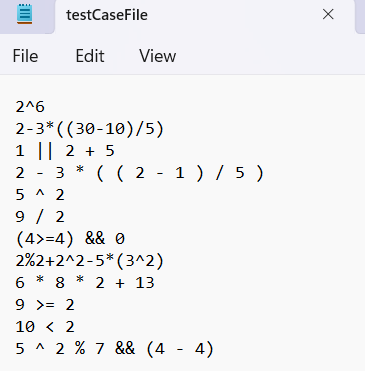 testCaseFile
File Edit View
2^6
2-3*((30-10)/5)
1 || 2 + 5
2 - 3 * ( ( 2 - 1 ) / 5 )
5 ^ 2
9 / 2
(4>=4) && 0
2%2+2^2-5*(3^2)
6 * 8 * 2 + 13
9 >= 2
10 < 2
5 ^ 2 % 7 && (4 - 4)